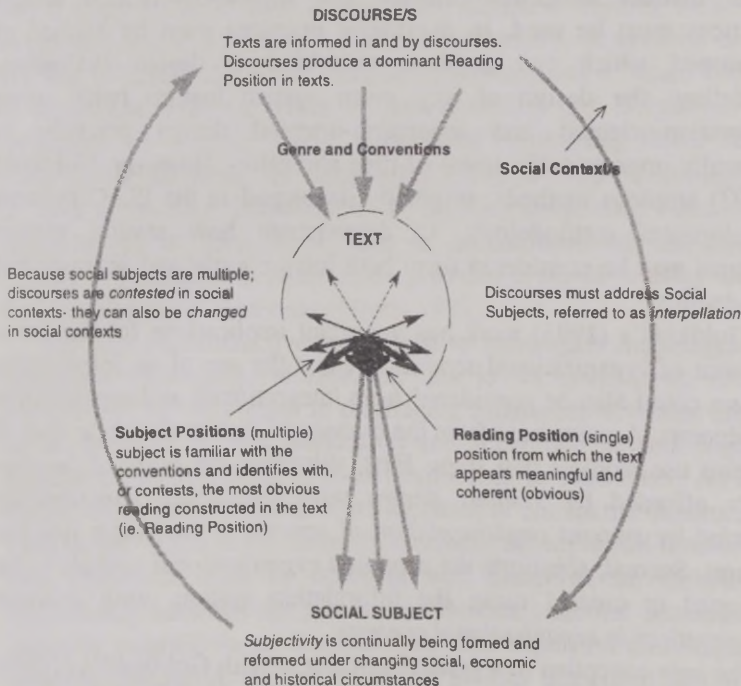 DISCOURSE/S
Texts are informed in and by discourses.
Discourses produce a dominant Reading
Position in texts.
Genre and Conventions
Social Context/s
TEXT
Because social subjects are multiple;
discourses are contested in social
contexts- they can also be changed
in social contexts
Discourses must address Social
Subjects, referred to as interpellation
Subject Positions (multiple)
subject is familiar with the
conventions and identifies with,
or contests, the most obvious
reading constructed in the text
(ie. Reading Position)
Reading Position (single)
position from which the text
appears meaningful and
coherent (obvious)
SOCIAL SUBJECT
Subjectivity is continually being formed and
reformed under changing social, economic
and historical circumstances